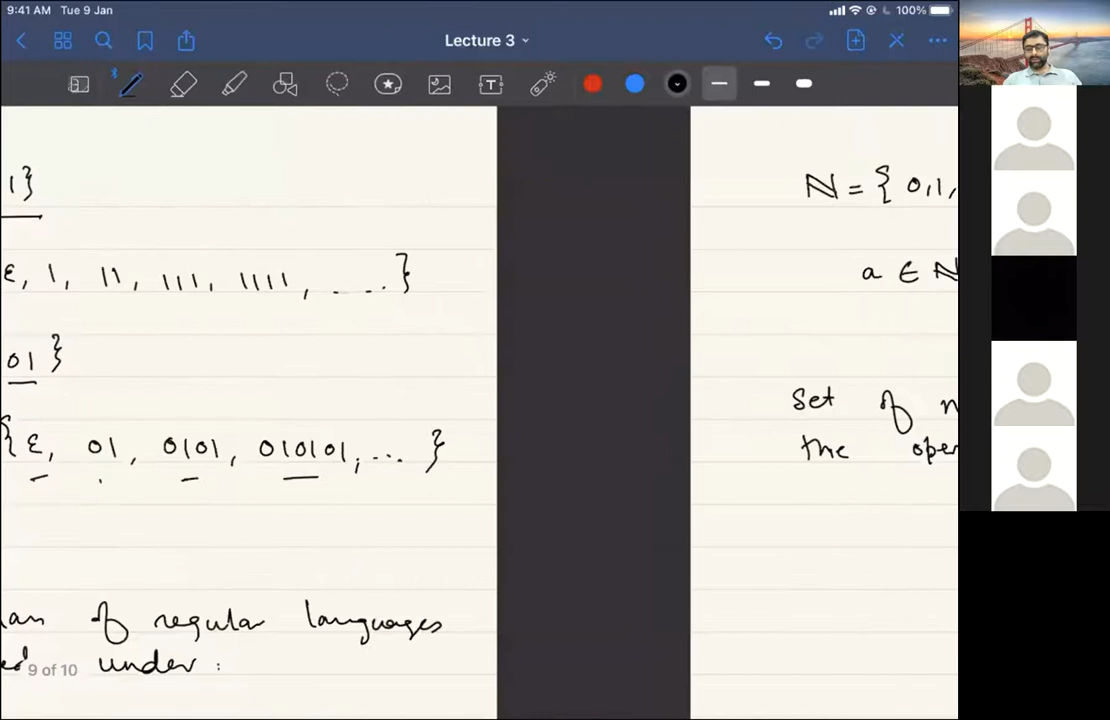 9:41 AM Tue 9 Jan
100%
Lecture 3
T
1}
ε, 1, 11, 111, 1111, ....}
01}
{ε, 01, 0101, 010101, ...}
of regular languages
under :
9 of 10
ℕ = { 0,1,
a ∈ ℕ
Set of n
the oper